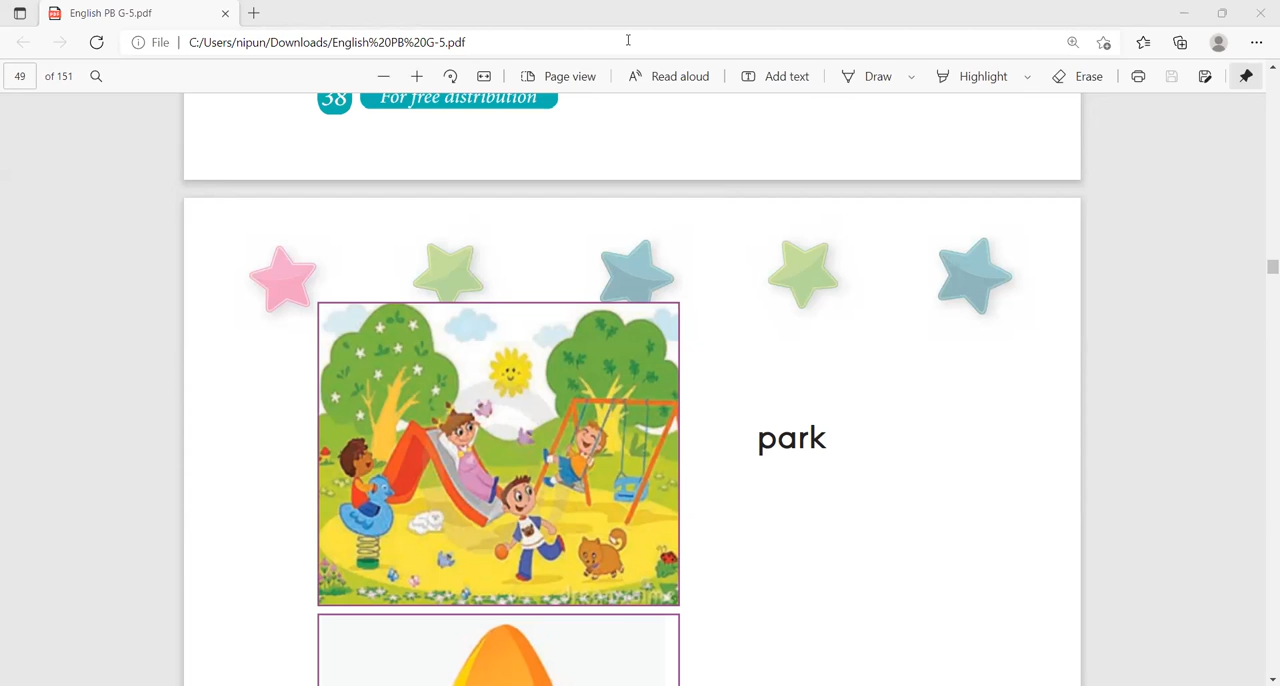 English PB G-5.pdf
File
C:/Users/nipun/Downloads/English%20PB%20G-5.pdf
49 of 151
Page view
Read aloud
Add text
Draw
Highlight
Erase
38 For free distribution
park